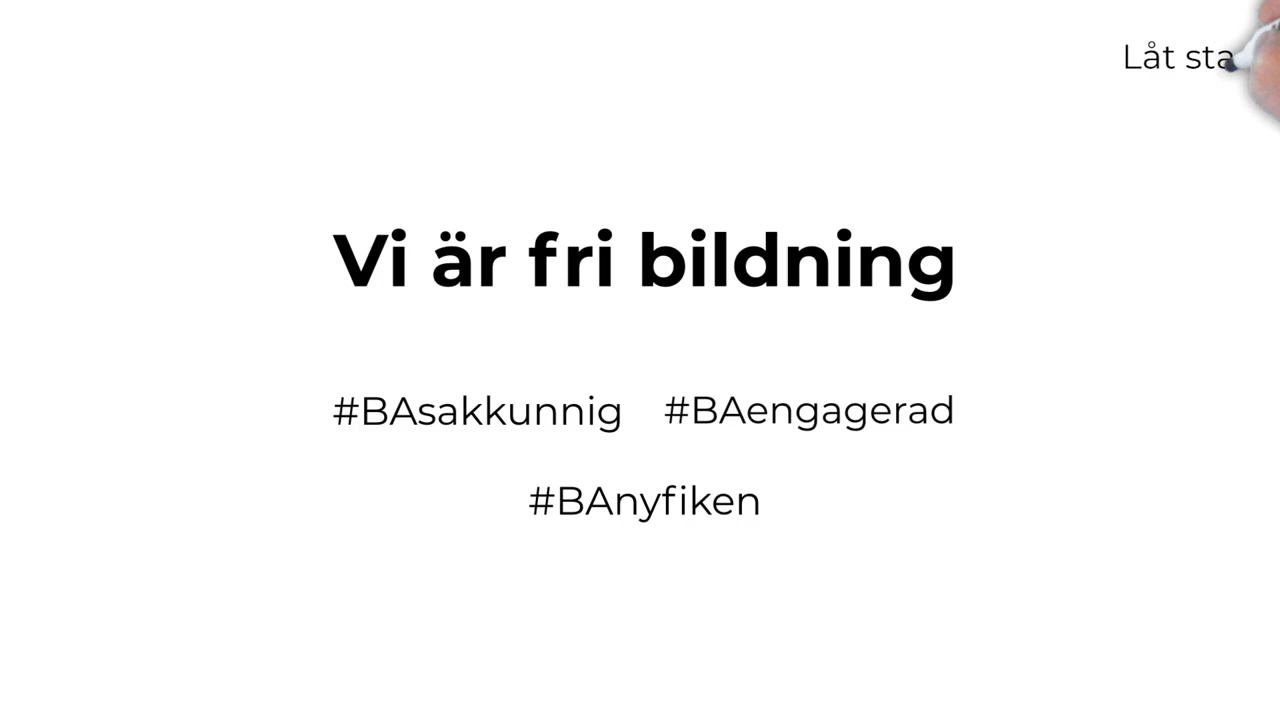 Låt sta
Vi är fri bildning
#BAsakkunnig #BAengagerad
#BAnyfiken